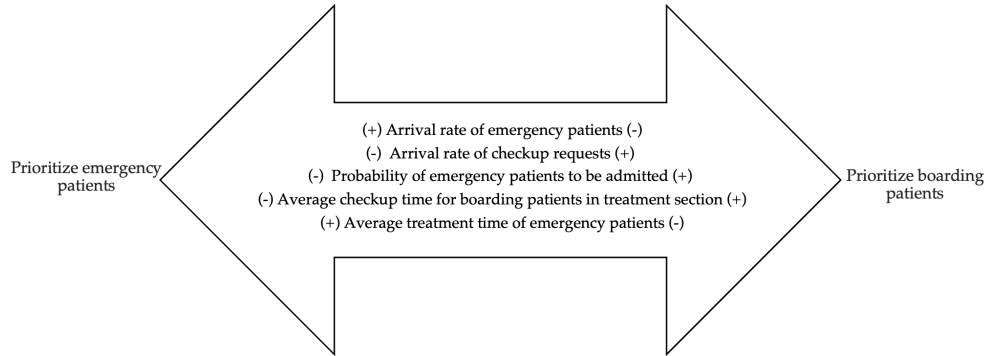 (+) Arrival rate of emergency patients (-)
(-) Arrival rate of checkup requests (+)
Prioritize emergency
patients
(-) Probability of emergency patients to be admitted (+)
Prioritize boarding
patients
(-) Average checkup time for boarding patients in treatment section (+)
(+) Average treatment time of emergency patients (-)